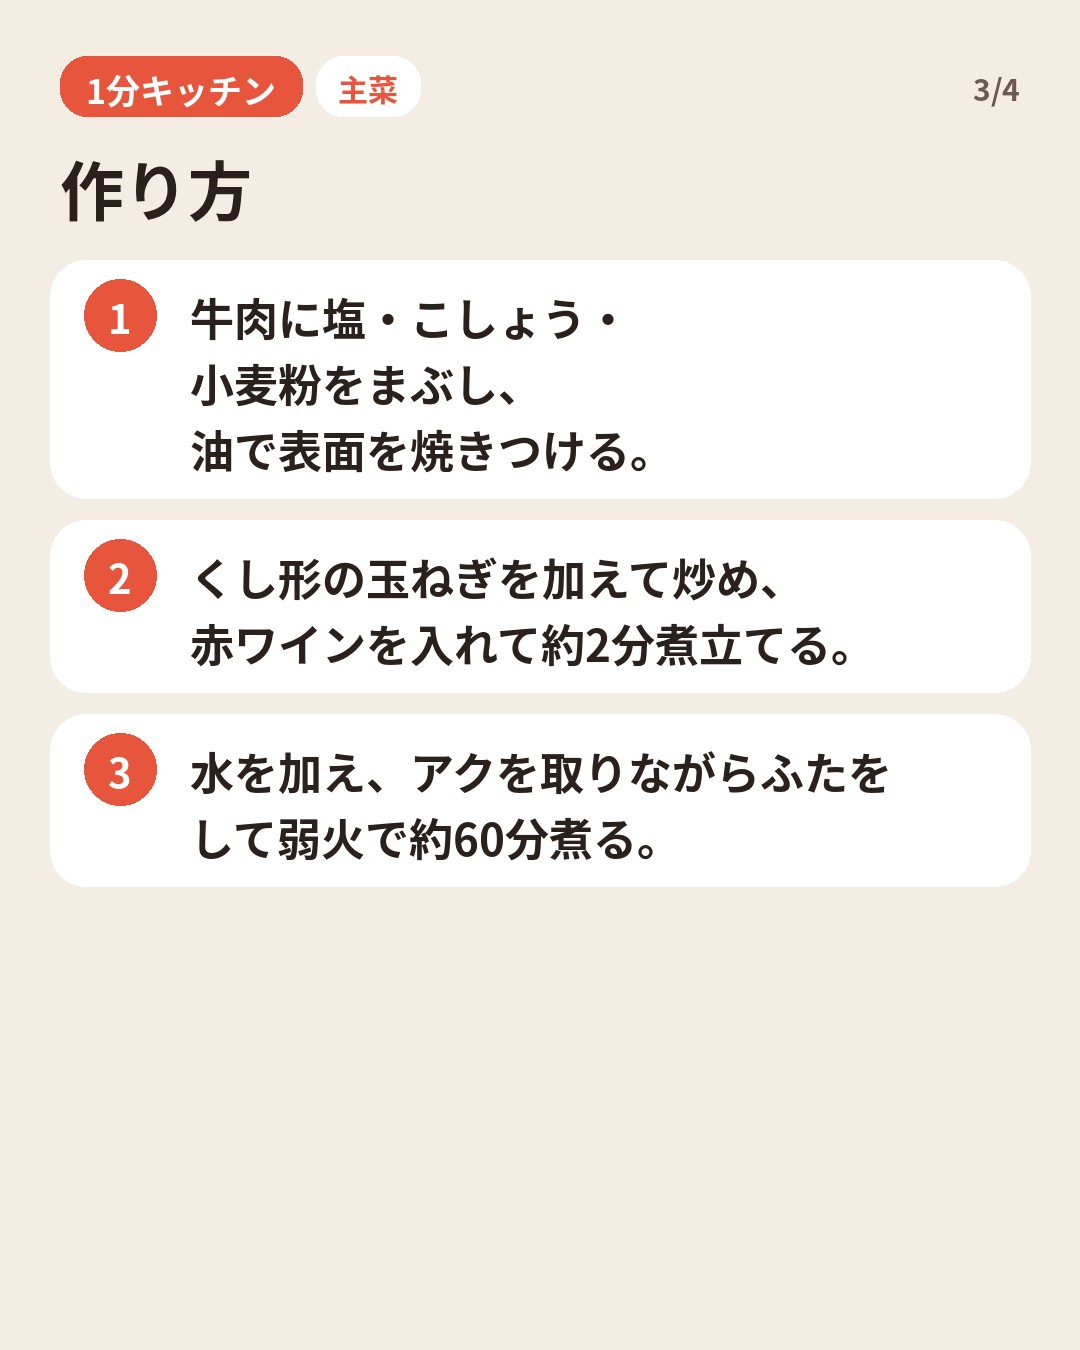 1分キッチン 主菜 3/4
作り方
1 牛肉に塩・こしょう・
小麦粉をまぶし、
油で表面を焼きつける。
2 くし形の玉ねぎを加えて炒め、
赤ワインを入れて約2分煮立てる。
3 水を加え、アクを取りながらふたを
して弱火で約60分煮る。